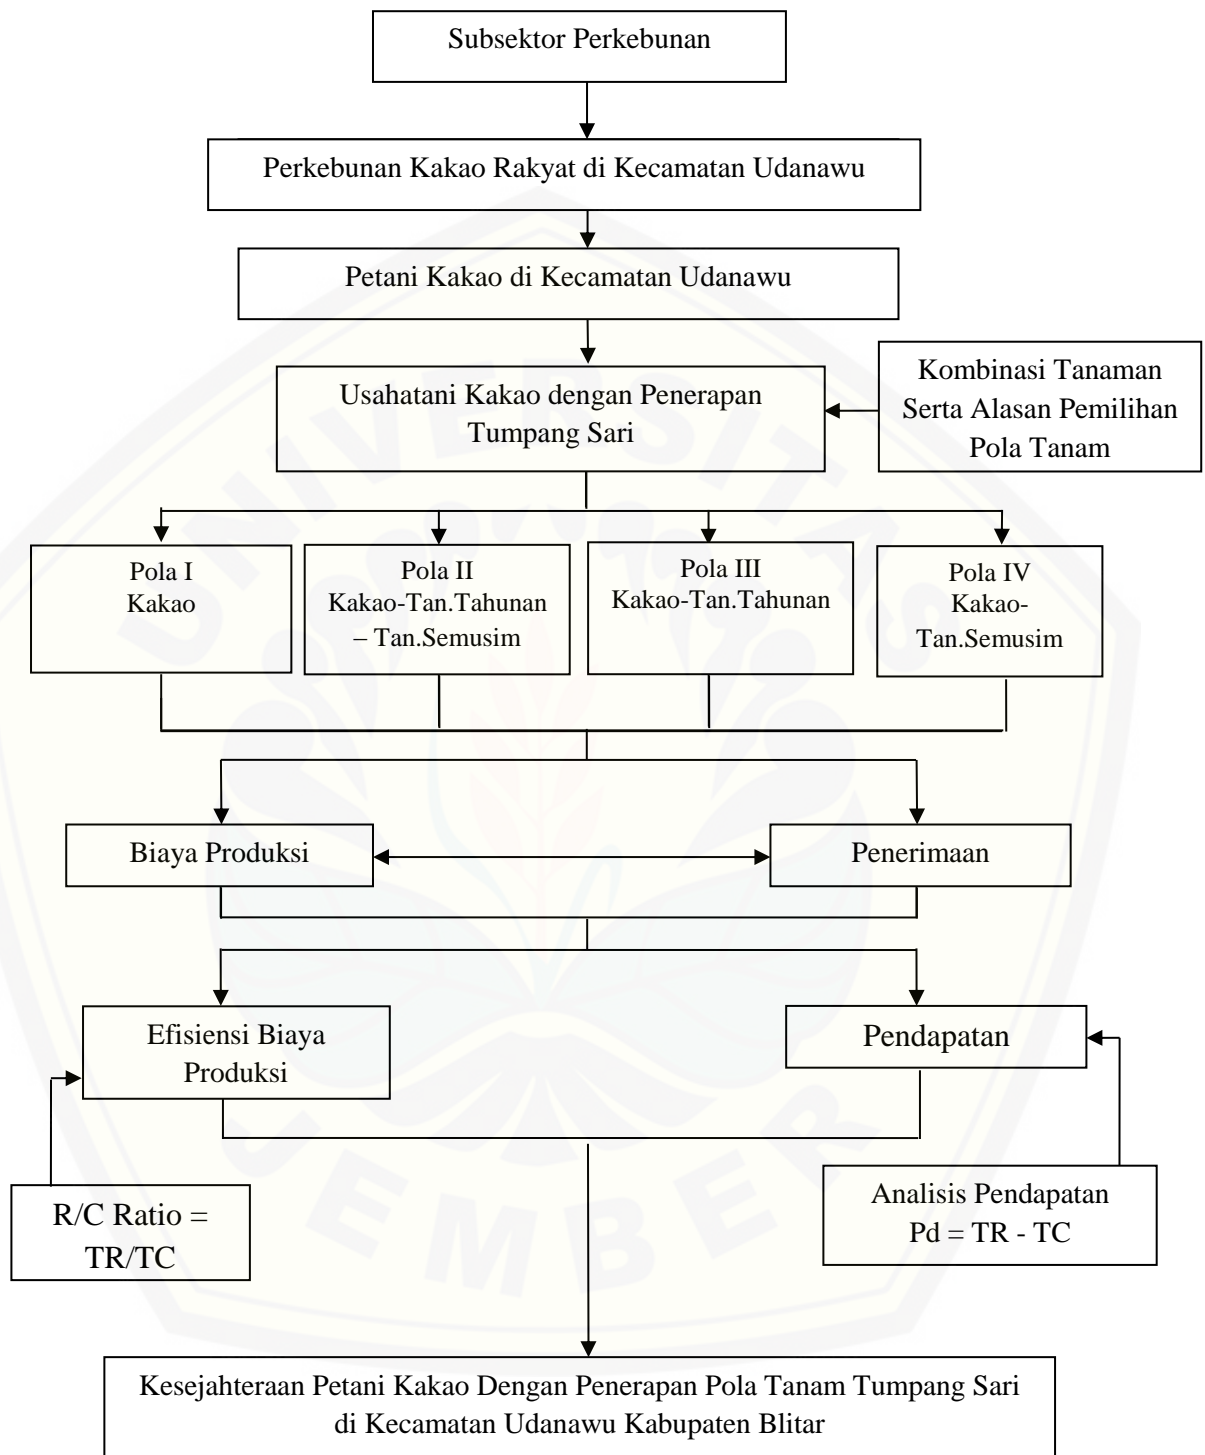 Subsektor Perkebunan
Perkebunan Kakao Rakyat di Kecamatan Udanawu
Petani Kakao di Kecamatan Udanawu
Usahatani Kakao dengan Penerapan
Tumpang Sari
Kombinasi Tanaman
Serta Alasan Pemilihan
Pola Tanam
Pola I
Kakao
Pola II
Kakao-Tan.Tahunan
– Tan.Semusim
Pola III
Kakao-Tan.Tahunan
Pola IV
Kakao-
Tan.Semusim
Biaya Produksi
Penerimaan
Efisiensi Biaya
Produksi
Pendapatan
R/C Ratio =
TR/TC
Analisis Pendapatan
Pd = TR - TC
Kesejahteraan Petani Kakao Dengan Penerapan Pola Tanam Tumpang Sari
di Kecamatan Udanawu Kabupaten Blitar
UNIVERSITAS
JEMBER